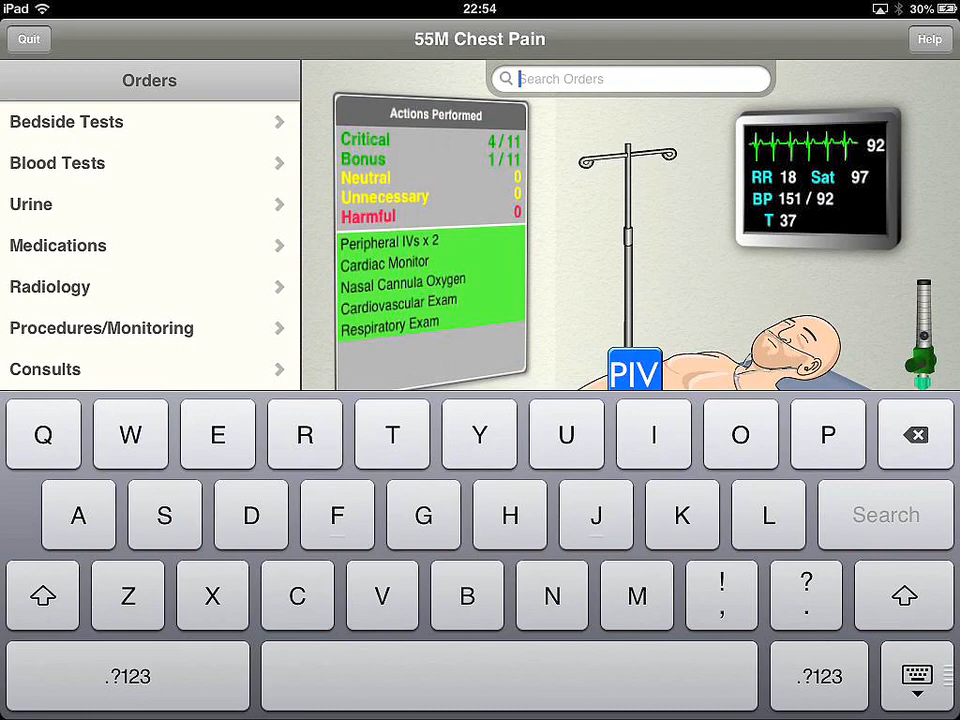 iPad 22:54 30%
Quit 55M Chest Pain Help
Orders
Bedside Tests
Blood Tests
Urine
Medications
Radiology
Procedures/Monitoring
Consults
Search Orders
Actions Performed
Critical 4/11
Bonus 1/11
Neutral 0
Unnecessary 0
Harmful 0
Peripheral IVs x 2
Cardiac Monitor
Nasal Cannula Oxygen
Cardiovascular Exam
Respiratory Exam
92
RR 18 Sat 97
BP 151 / 92
T 37
PIV
Q W E R T Y U I O P
A S D F G H J K L Search
Z X C V B N M ! , ? .
.?123 .?123